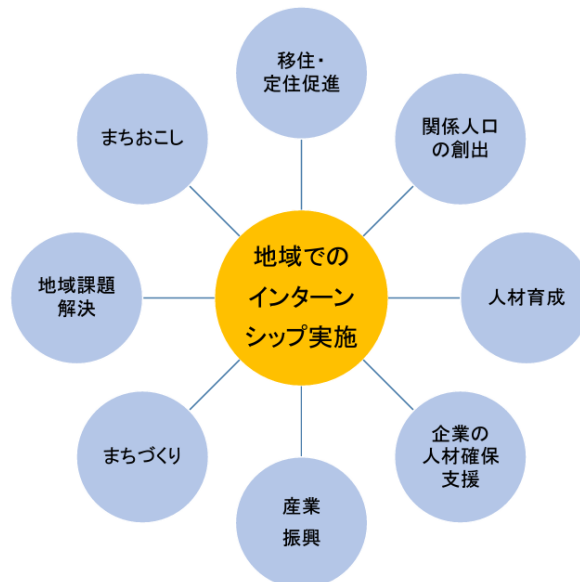 移住・
定住促進
関係人口
の創出
人材育成
企業の
人材確保
支援
産業
振興
まちづくり
地域課題
解決
まちおこし
地域での
インターン
シップ実施